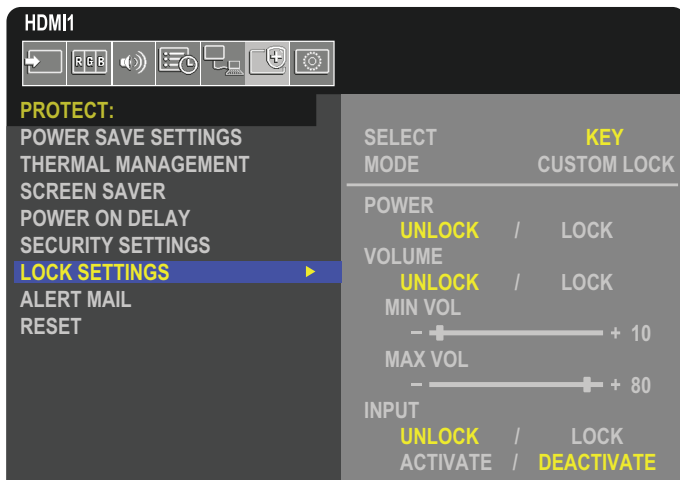 HDMI1
R G B
PROTECT:
POWER SAVE SETTINGS
THERMAL MANAGEMENT
SCREEN SAVER
POWER ON DELAY
SECURITY SETTINGS
LOCK SETTINGS
ALERT MAIL
RESET
SELECT KEY
MODE CUSTOM LOCK
POWER
UNLOCK / LOCK
VOLUME
UNLOCK / LOCK
MIN VOL
− + 10
MAX VOL
− + 80
INPUT
UNLOCK / LOCK
ACTIVATE / DEACTIVATE